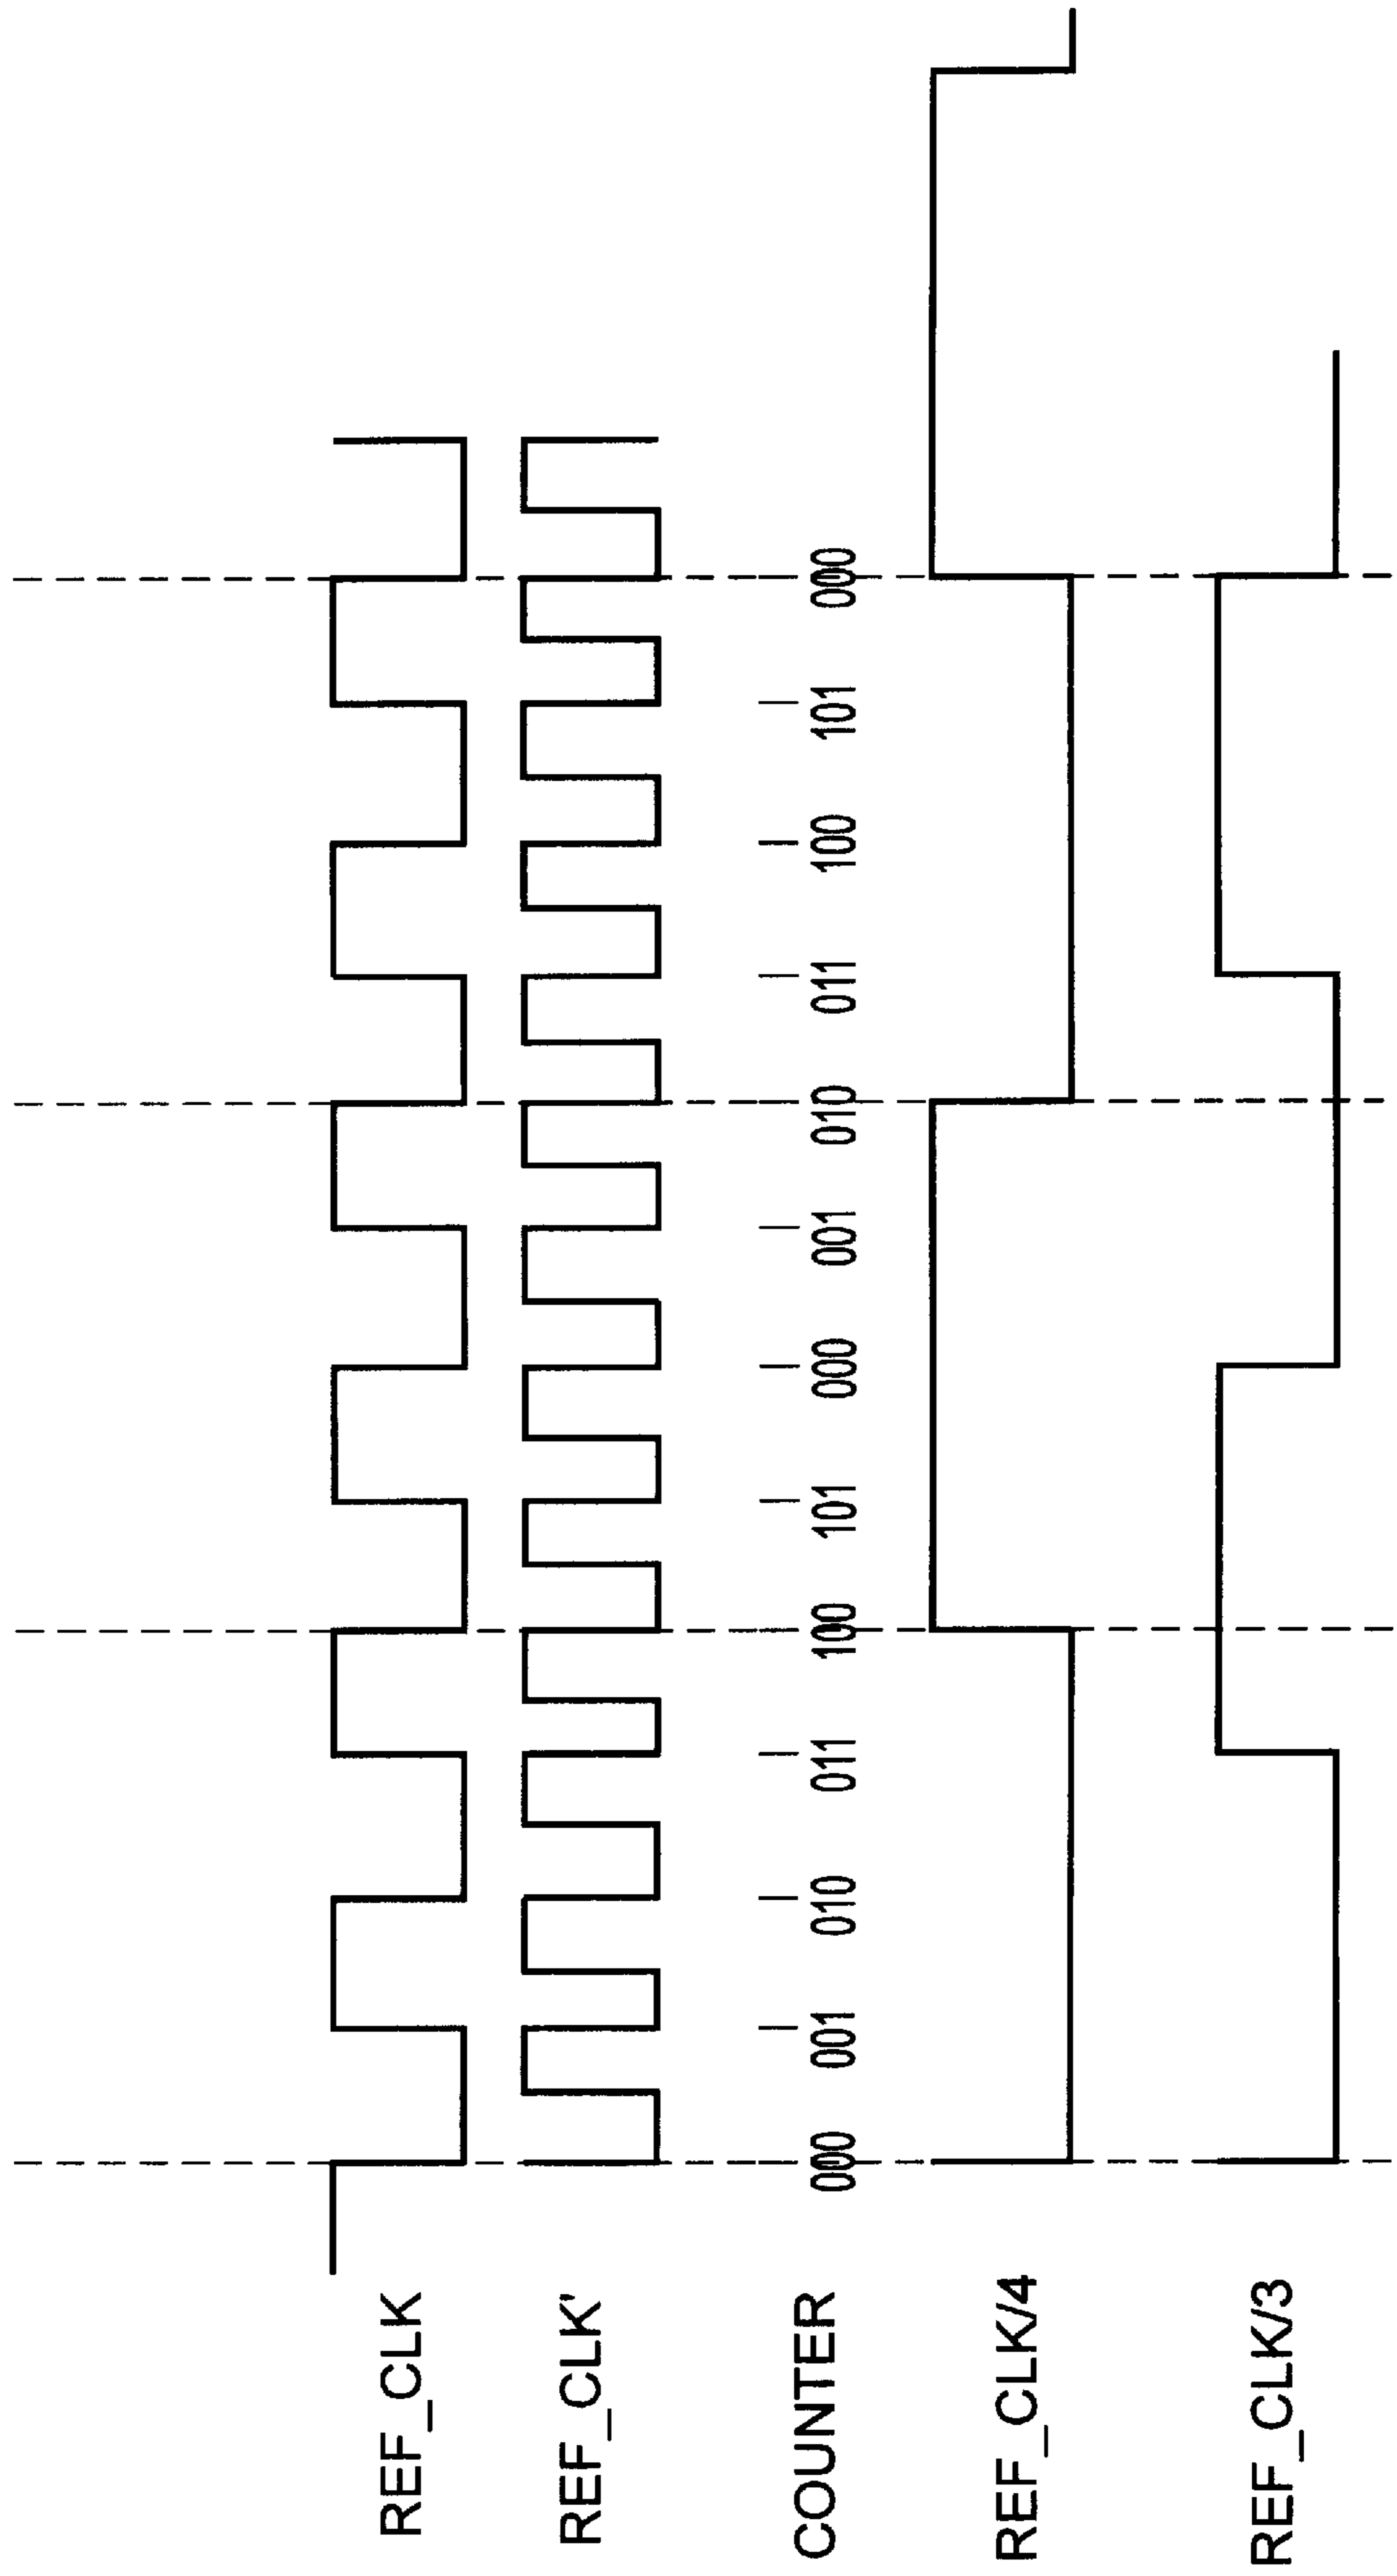 REF_CLK
REF_CLK'
COUNTER 000 001 010 011 100 101 000 001 010 011 100 101 000
REF_CLK/4
REF_CLK/3